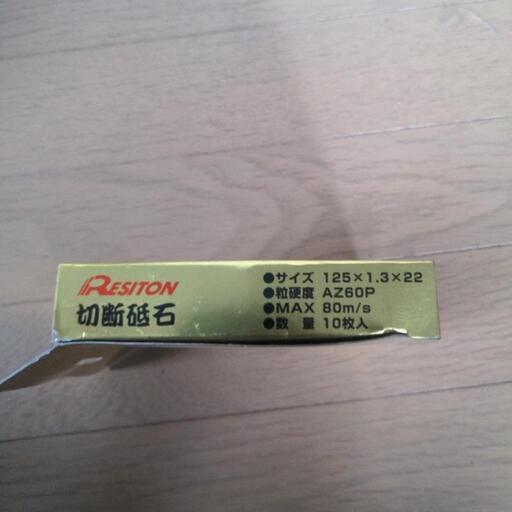 RESITON
切断砥石
●サイズ 125×1.3×22
●粒硬度 AZ60P
●MAX 80m/s
●数 量 10枚入